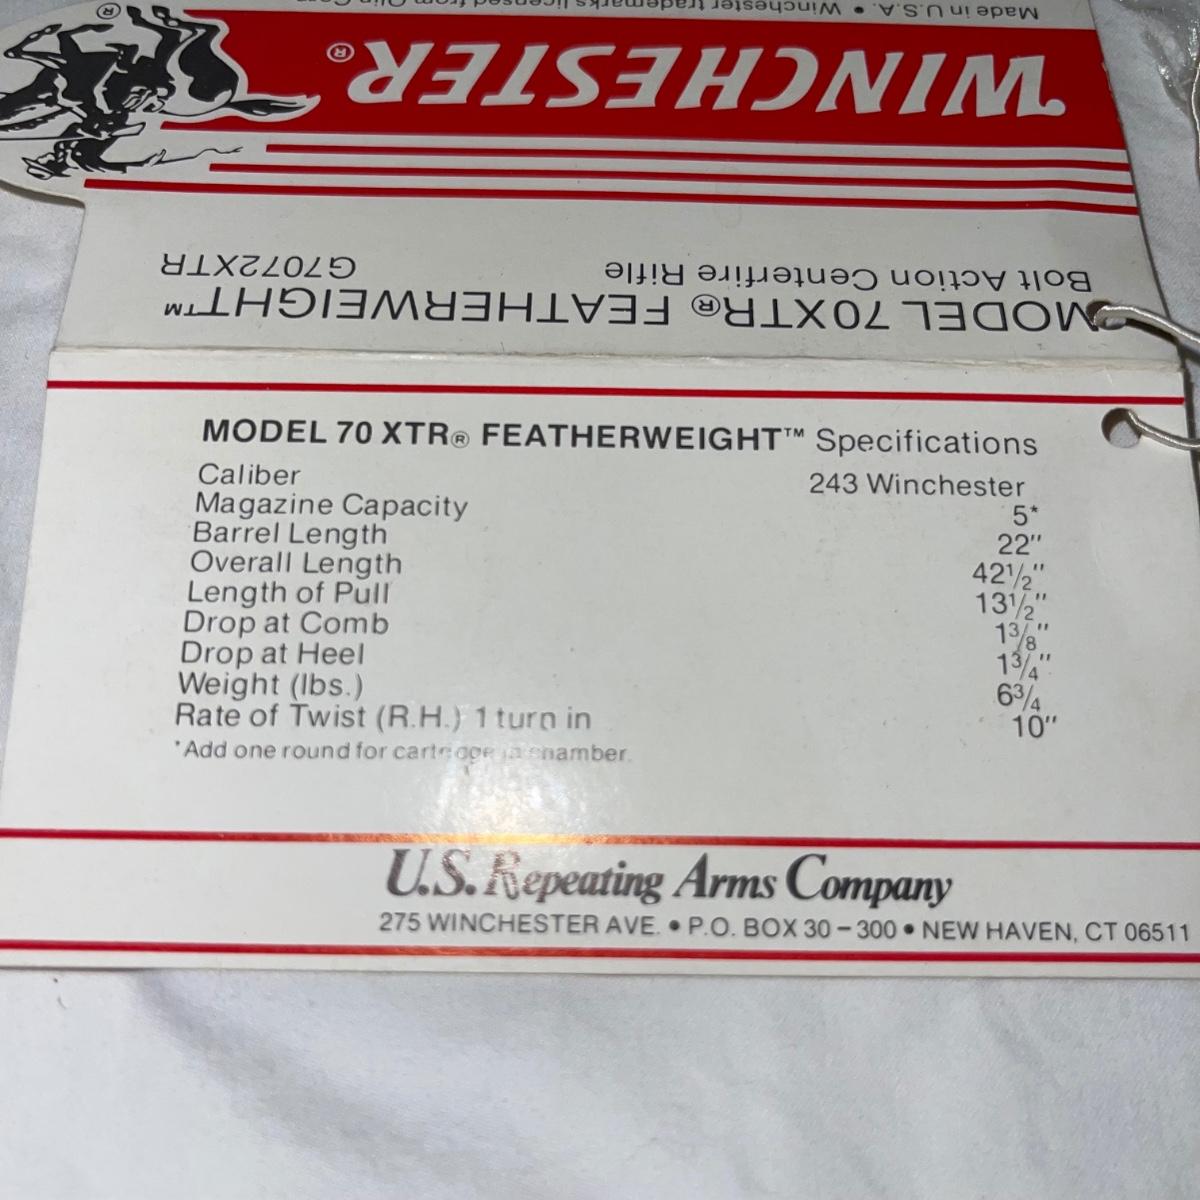 Made in U.S.A. • Winchester trademarks licensed from Olin
WINCHESTER®
®
MODEL 70XTR® FEATHERWEIGHT™
Bolt Action Centerfire Rifle G7072XTR
MODEL 70 XTR® FEATHERWEIGHT™ Specifications
Caliber 243 Winchester
Magazine Capacity 5*
Barrel Length 22"
Overall Length 42½"
Length of Pull 13½"
Drop at Comb 1⅜"
Drop at Heel 1¾"
Weight (lbs.) 6¾
Rate of Twist (R.H.) 1 turn in 10"
*Add one round for cartridge in chamber.
U.S. Repeating Arms Company
275 WINCHESTER AVE. • P.O. BOX 30–300 • NEW HAVEN, CT 06511